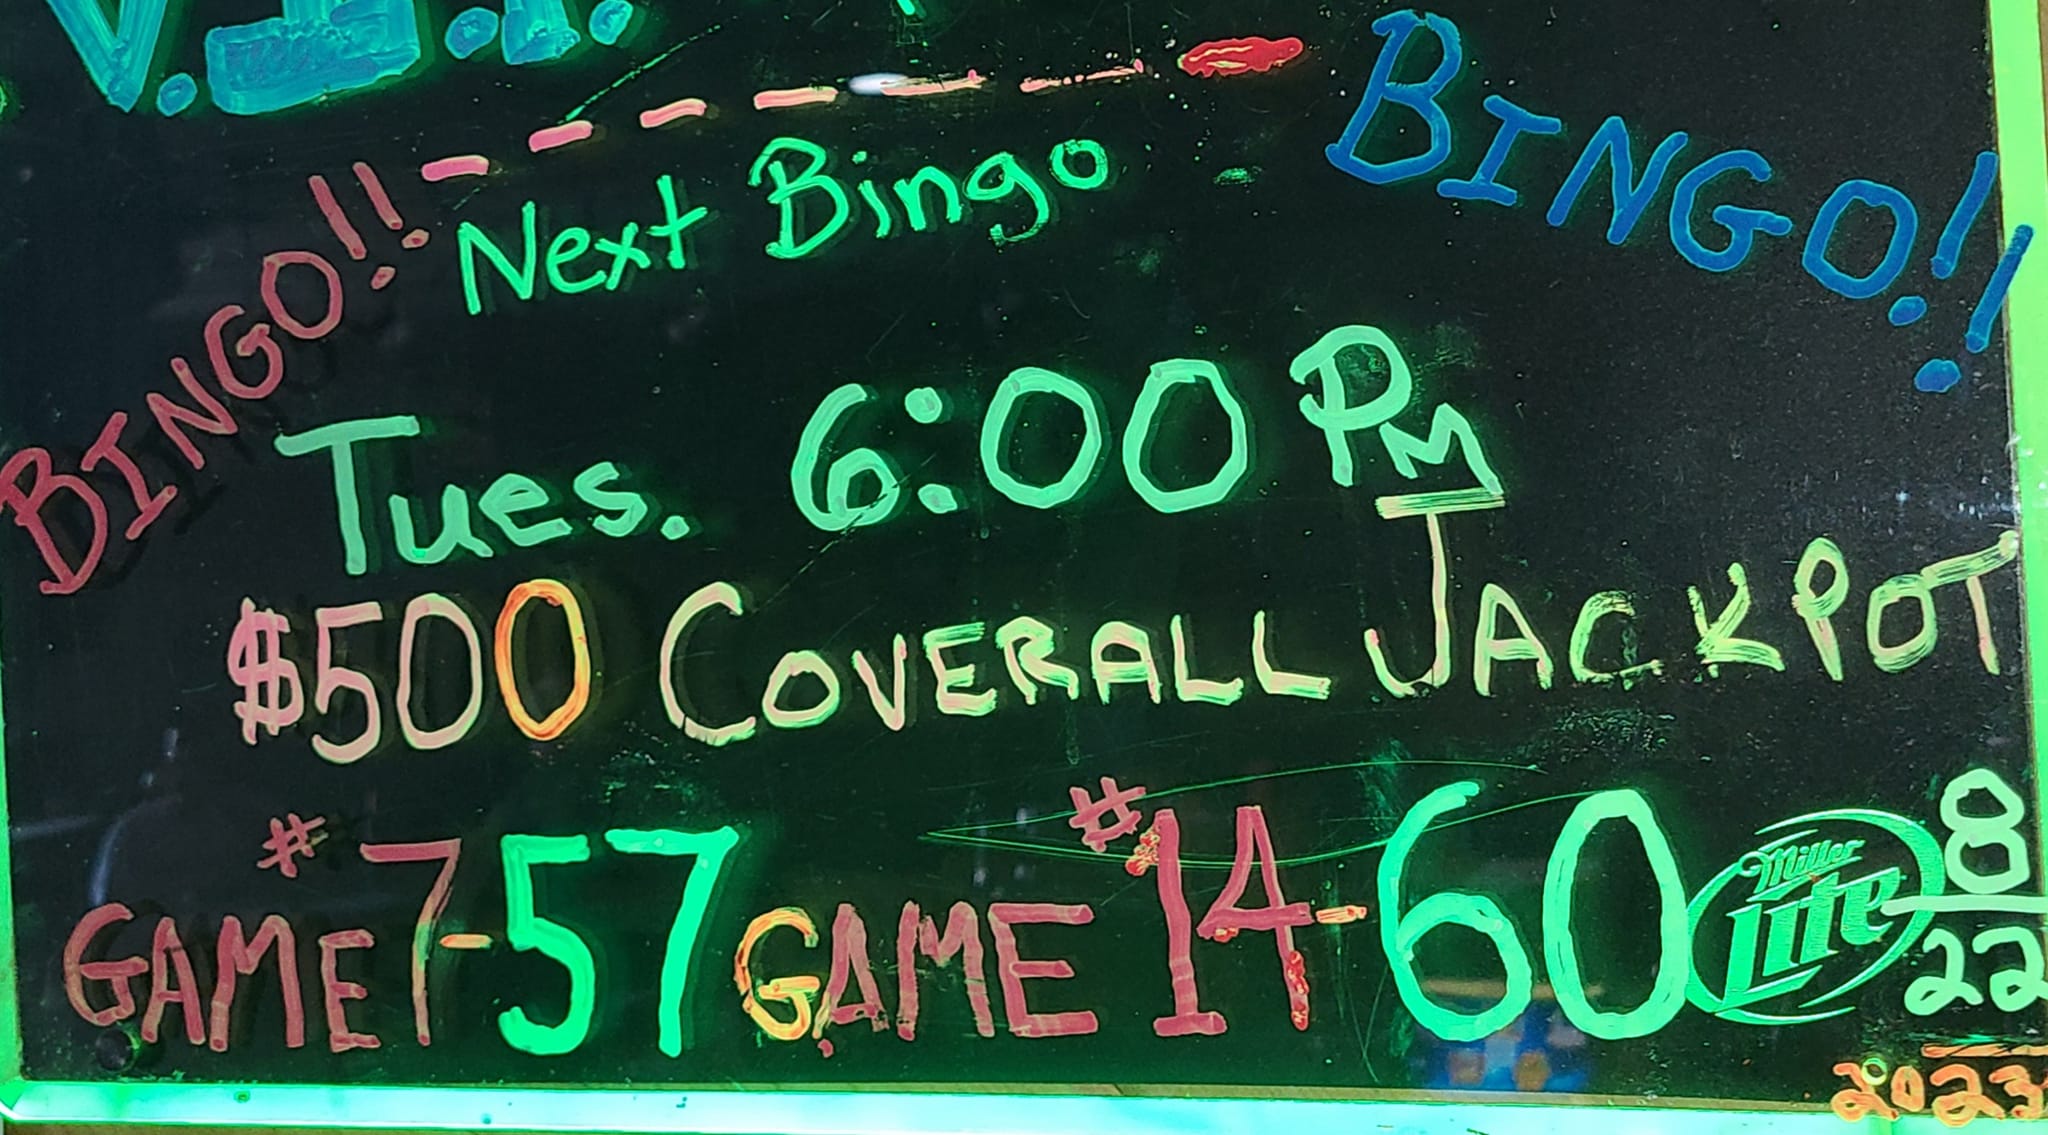 V.I.P.
BINGO!!
Next Bingo
BINGO!!
Tues. 6:00 PM
$500 COVERALL JACKPOT
GAME #7-57 GAME #14-60
Miller
Lite
8
22
2023